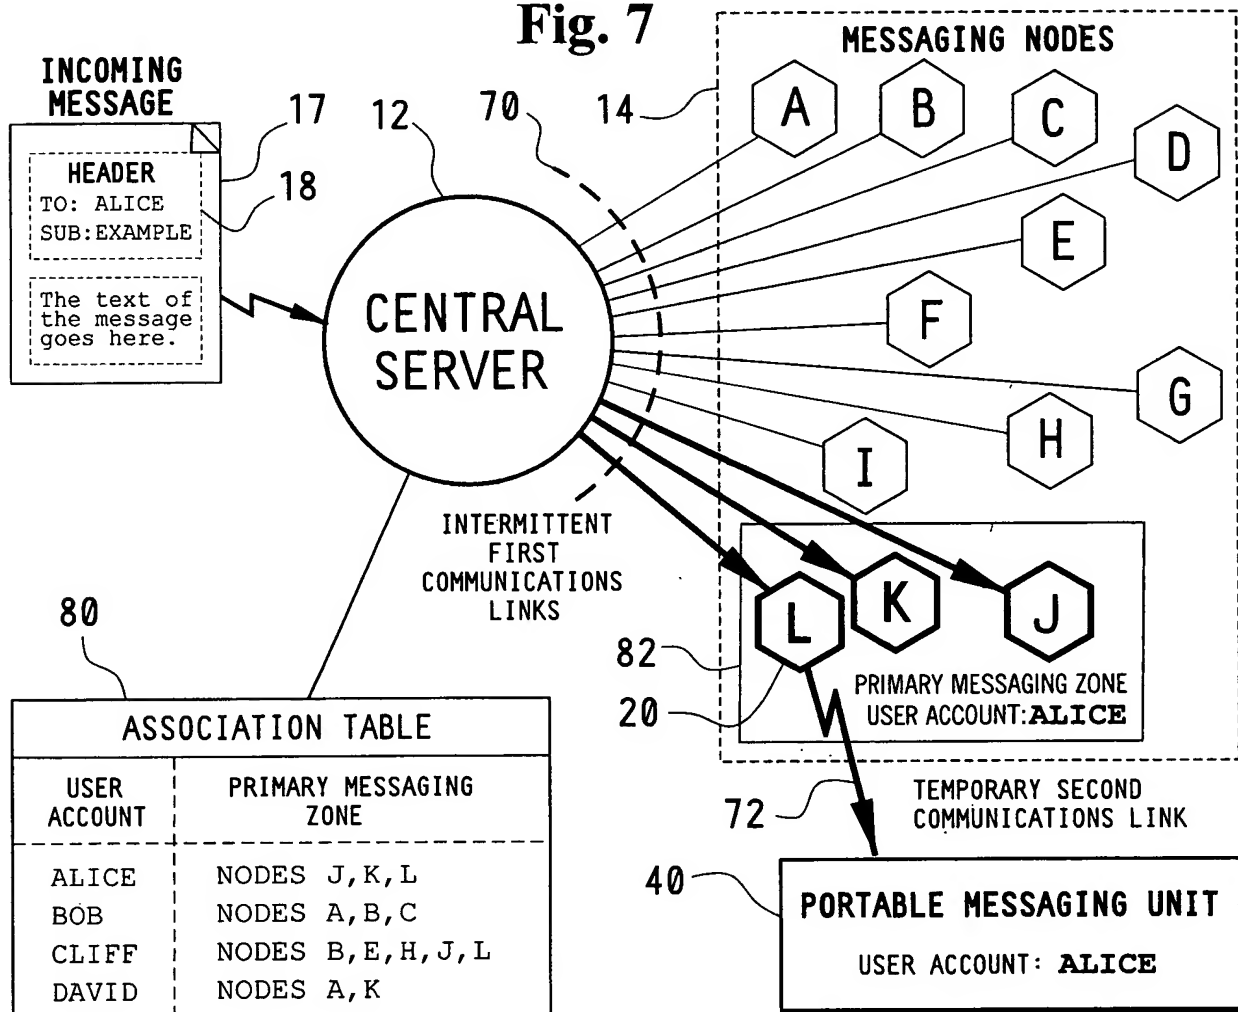 Fig. 7
INCOMING
MESSAGE
17
HEADER
TO: ALICE
SUB:EXAMPLE
18
The text of
the message
goes here.
12
70
CENTRAL
SERVER
14
MESSAGING NODES
A
B
C
D
E
F
G
H
I
INTERMITTENT
FIRST
COMMUNICATIONS
LINKS
L
K
J
82
20
PRIMARY MESSAGING ZONE
USER ACCOUNT:ALICE
72
TEMPORARY SECOND
COMMUNICATIONS LINK
40
PORTABLE MESSAGING UNIT
USER ACCOUNT: ALICE
80
ASSOCIATION TABLE
USER
ACCOUNT
PRIMARY MESSAGING
ZONE
ALICE NODES J,K,L
BOB NODES A,B,C
CLIFF NODES B,E,H,J,L
DAVID NODES A,K